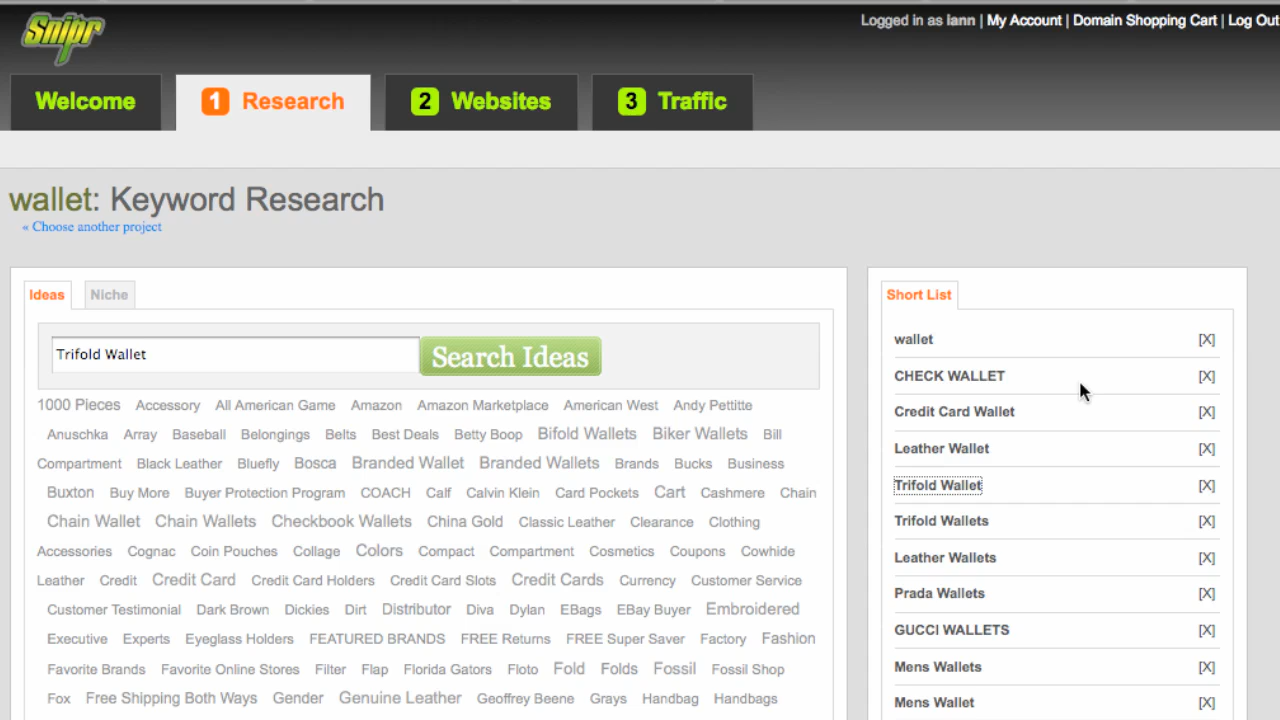 Snipr
Logged in as iann | My Account | Domain Shopping Cart | Log Out
Welcome
1 Research
2 Websites
3 Traffic
wallet: Keyword Research
« Choose another project
Ideas
Niche
Trifold Wallet
Search Ideas
1000 Pieces Accessory All American Game Amazon Amazon Marketplace American West Andy Pettitte
Anuschka Array Baseball Belongings Belts Best Deals Betty Boop Bifold Wallets Biker Wallets Bill
Compartment Black Leather Bluefly Bosca Branded Wallet Branded Wallets Brands Bucks Business
Buxton Buy More Buyer Protection Program COACH Calf Calvin Klein Card Pockets Cart Cashmere Chain
Chain Wallet Chain Wallets Checkbook Wallets China Gold Classic Leather Clearance Clothing
Accessories Cognac Coin Pouches Collage Colors Compact Compartment Cosmetics Coupons Cowhide
Leather Credit Credit Card Credit Card Holders Credit Card Slots Credit Cards Currency Customer Service
Customer Testimonial Dark Brown Dickies Dirt Distributor Diva Dylan EBags EBay Buyer Embroidered
Executive Experts Eyeglass Holders FEATURED BRANDS FREE Returns FREE Super Saver Factory Fashion
Favorite Brands Favorite Online Stores Filter Flap Florida Gators Floto Fold Folds Fossil Fossil Shop
Fox Free Shipping Both Ways Gender Genuine Leather Geoffrey Beene Grays Handbag Handbags
Short List
wallet [X]
CHECK WALLET [X]
Credit Card Wallet [X]
Leather Wallet [X]
Trifold Wallet [X]
Trifold Wallets [X]
Leather Wallets [X]
Prada Wallets [X]
GUCCI WALLETS [X]
Mens Wallets [X]
Mens Wallet [X]